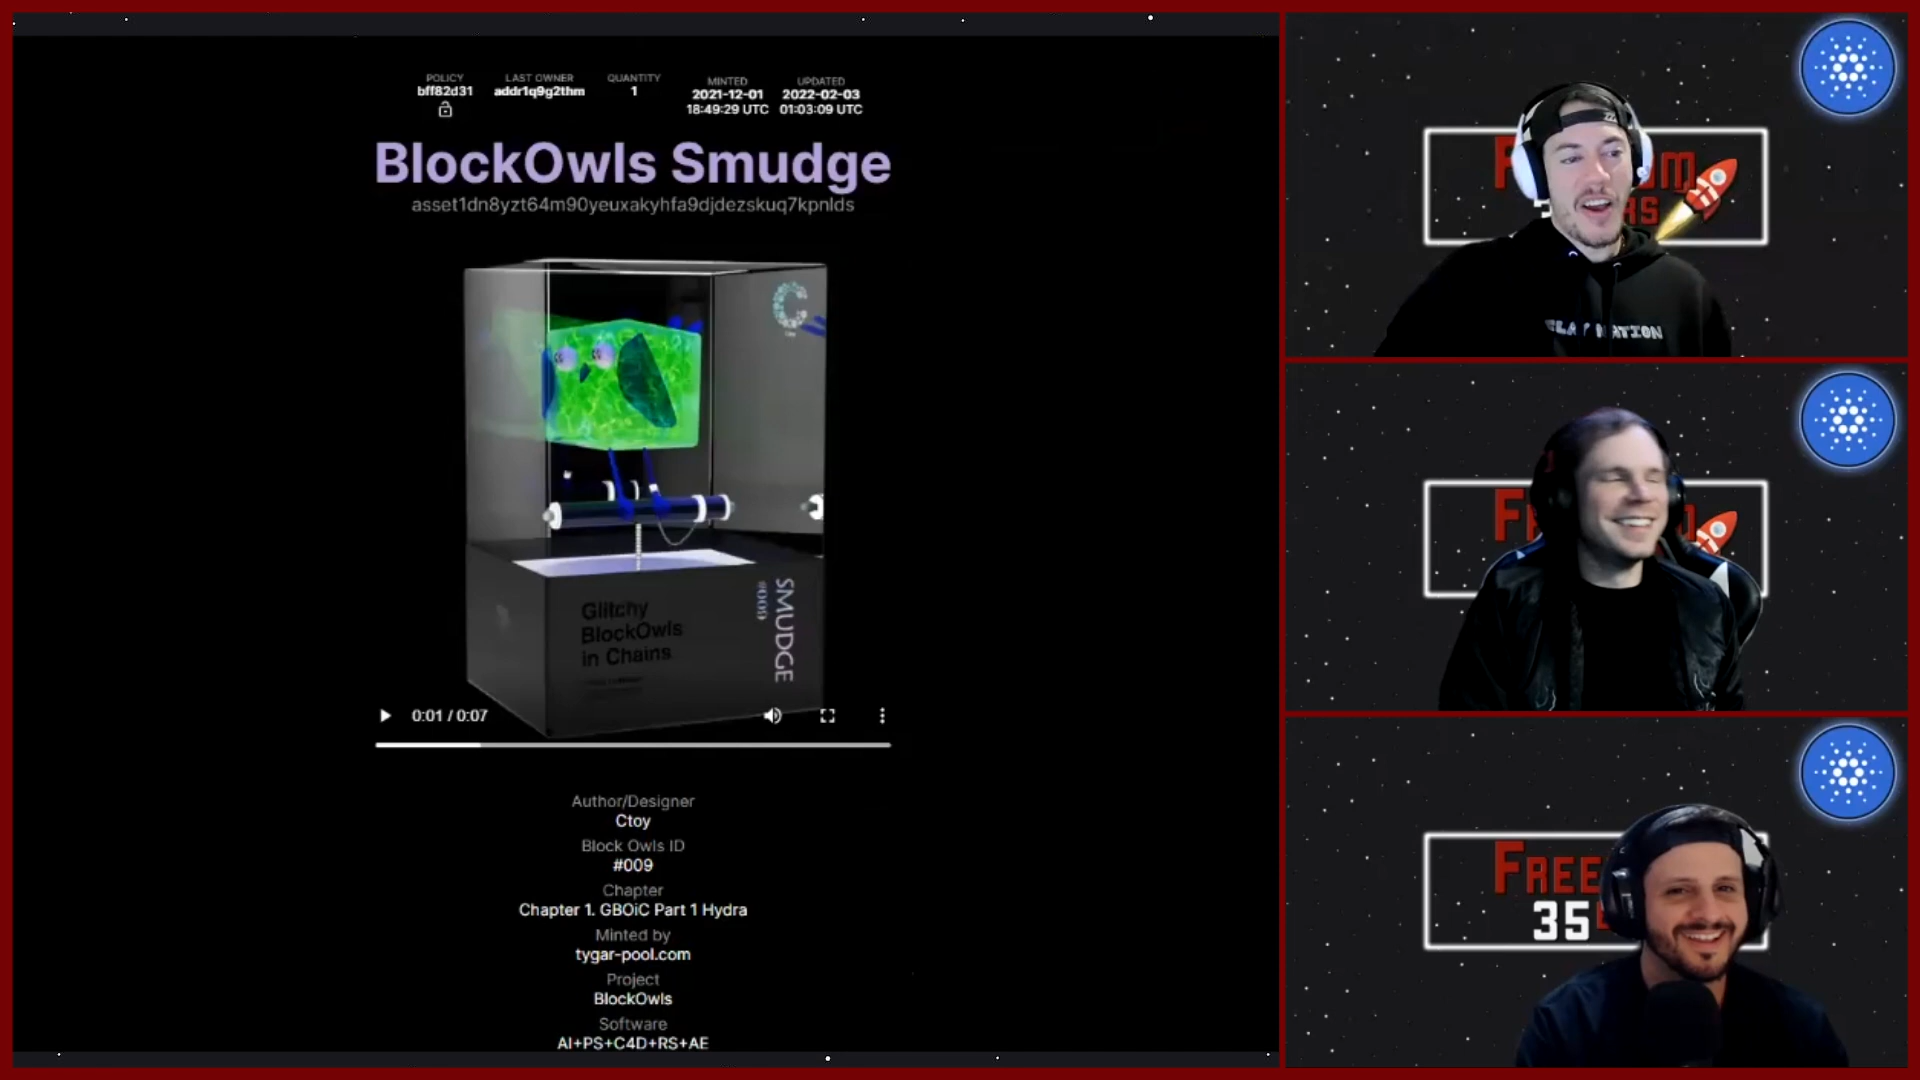 POLICY
bff82d31
LAST OWNER
addr1q9g2thm
QUANTITY
1
MINTED
2021-12-01
18:49:29 UTC
UPDATED
2022-02-03
01:03:09 UTC
BlockOwls Smudge
asset1dn8yzt64m90yeuxakyhfa9djdezskuq7kpnlds
Glitchy
BlockOwls
in Chains
#009
SMUDGE
0:01 / 0:07
Author/Designer
Ctoy
Block Owls ID
#009
Chapter
Chapter 1. GBOiC Part 1 Hydra
Minted by
tygar-pool.com
Project
BlockOwls
Software
AI+PS+C4D+RS+AE
CLAY NATION
FREE
35